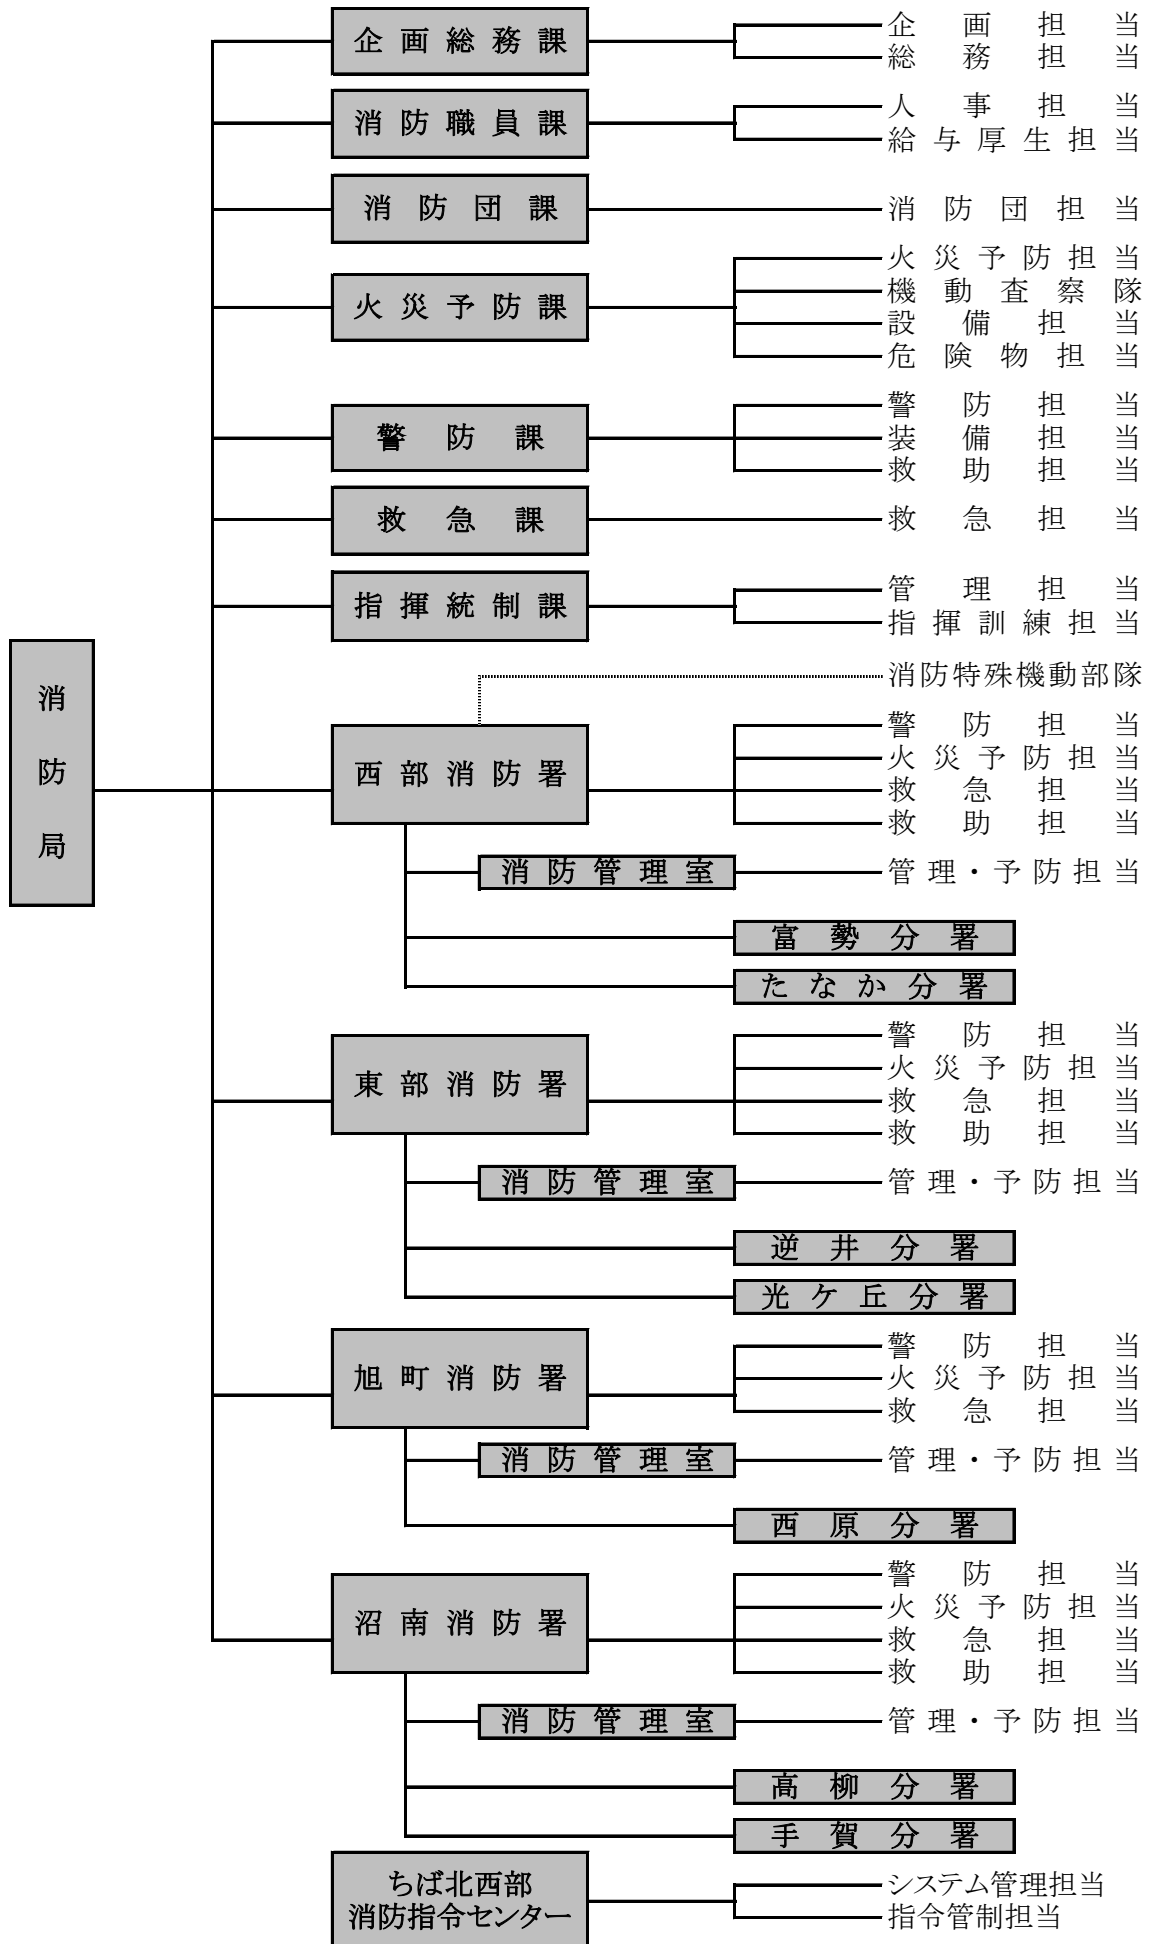 消防局
企画総務課
企画担当
総務担当
消防職員課
人事担当
給与厚生担当
消防団課
消防団担当
火災予防課
火災予防担当
機動査察隊
設備担当
危険物担当
警防課
警防担当
装備担当
救助担当
救急課
救急担当
指揮統制課
管理担当
指揮訓練担当
消防特殊機動部隊
西部消防署
警防担当
火災予防担当
救急担当
救助担当
消防管理室
管理・予防担当
富勢分署
たなか分署
東部消防署
警防担当
火災予防担当
救急担当
救助担当
消防管理室
管理・予防担当
逆井分署
光ケ丘分署
旭町消防署
警防担当
火災予防担当
救急担当
消防管理室
管理・予防担当
西原分署
沼南消防署
警防担当
火災予防担当
救急担当
救助担当
消防管理室
管理・予防担当
高柳分署
手賀分署
ちば北西部
消防指令センター
システム管理担当
指令管制担当